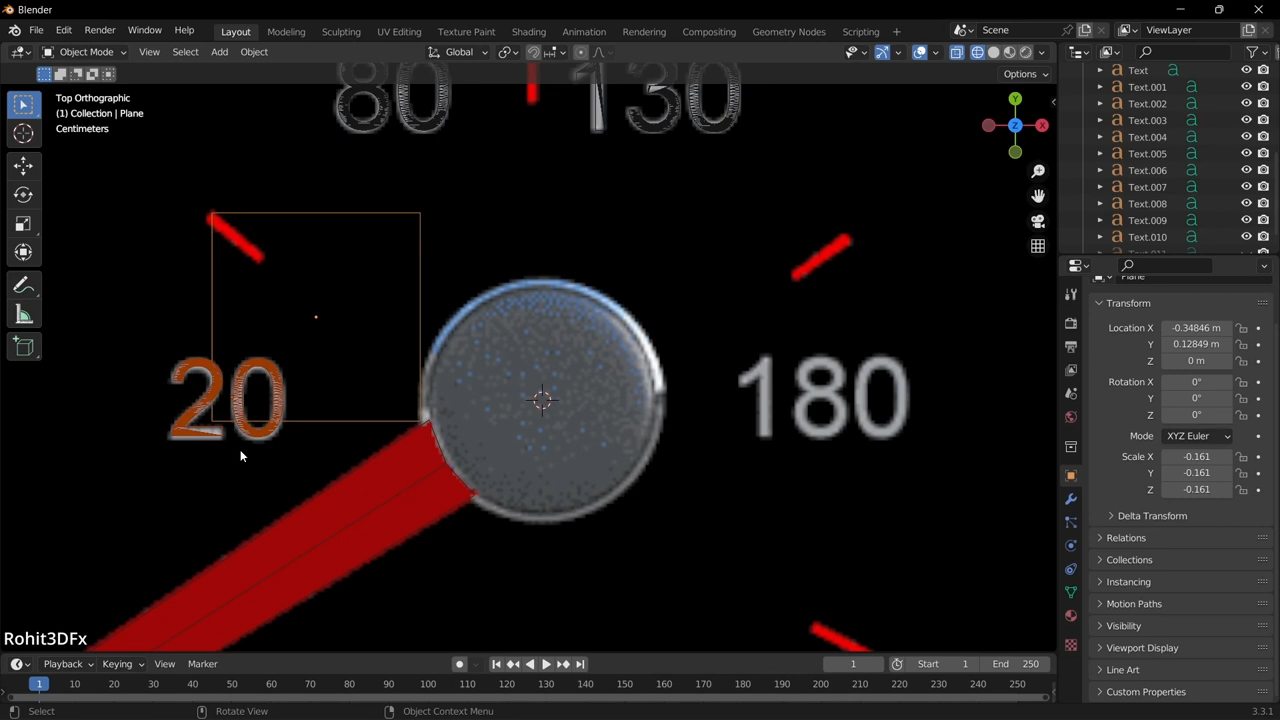 Blender
File Edit Render Window Help Layout Modeling Sculpting UV Editing Texture Paint Shading Animation Rendering Compositing Geometry Nodes Scripting + Scene ViewLayer
Object Mode View Select Add Object Global
Options
Top Orthographic
(1) Collection | Plane
Centimeters
80 130
20 180
Y
X
Z
Text
Text.001
Text.002
Text.003
Text.004
Text.005
Text.006
Text.007
Text.008
Text.009
Text.010
Text.011
Plane
Transform
Location X -0.34846 m
Y 0.12849 m
Z 0 m
Rotation X 0°
Y 0°
Z 0°
Mode XYZ Euler
Scale X -0.161
Y -0.161
Z -0.161
Delta Transform
Relations
Collections
Instancing
Motion Paths
Visibility
Viewport Display
Line Art
Custom Properties
Rohit3DFx
Playback Keying View Marker 1 Start 1 End 250
1 10 20 30 40 50 60 70 80 90 100 110 120 130 140 150 160 170 180 190 200 210 220 230 240 250
Select Rotate View Object Context Menu 3.3.1